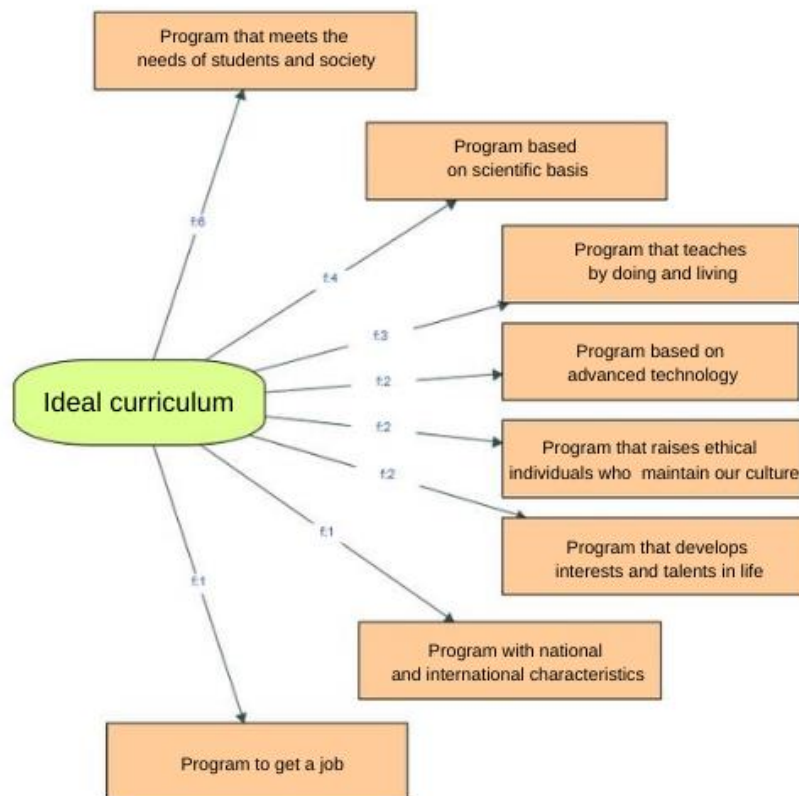 Program that meets the
needs of students and society
Program based
on scientific basis
f:6
f:4
Program that teaches
by doing and living
f:3
Program based on
advanced technology
f:2
Ideal curriculum
f:2
Program that raises ethical
individuals who maintain our culture
f:2
Program that develops
interests and talents in life
f:1
f:1
Program with national
and international characteristics
Program to get a job